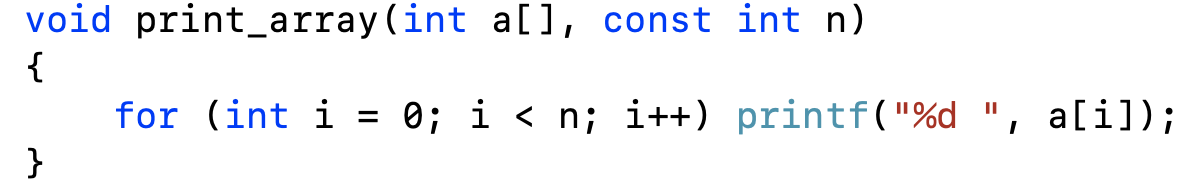 void print_array(int a[], const int n)
{
    for (int i = 0; i < n; i++) printf("%d ", a[i]);
}